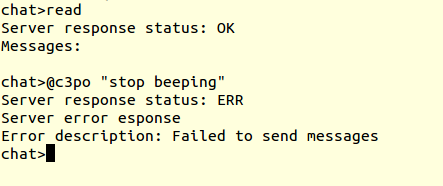 chat>read
Server response status: OK
Messages:
chat>@c3po "stop beeping"
Server response status: ERR
Server error esponse
Error description: Failed to send messages
chat>